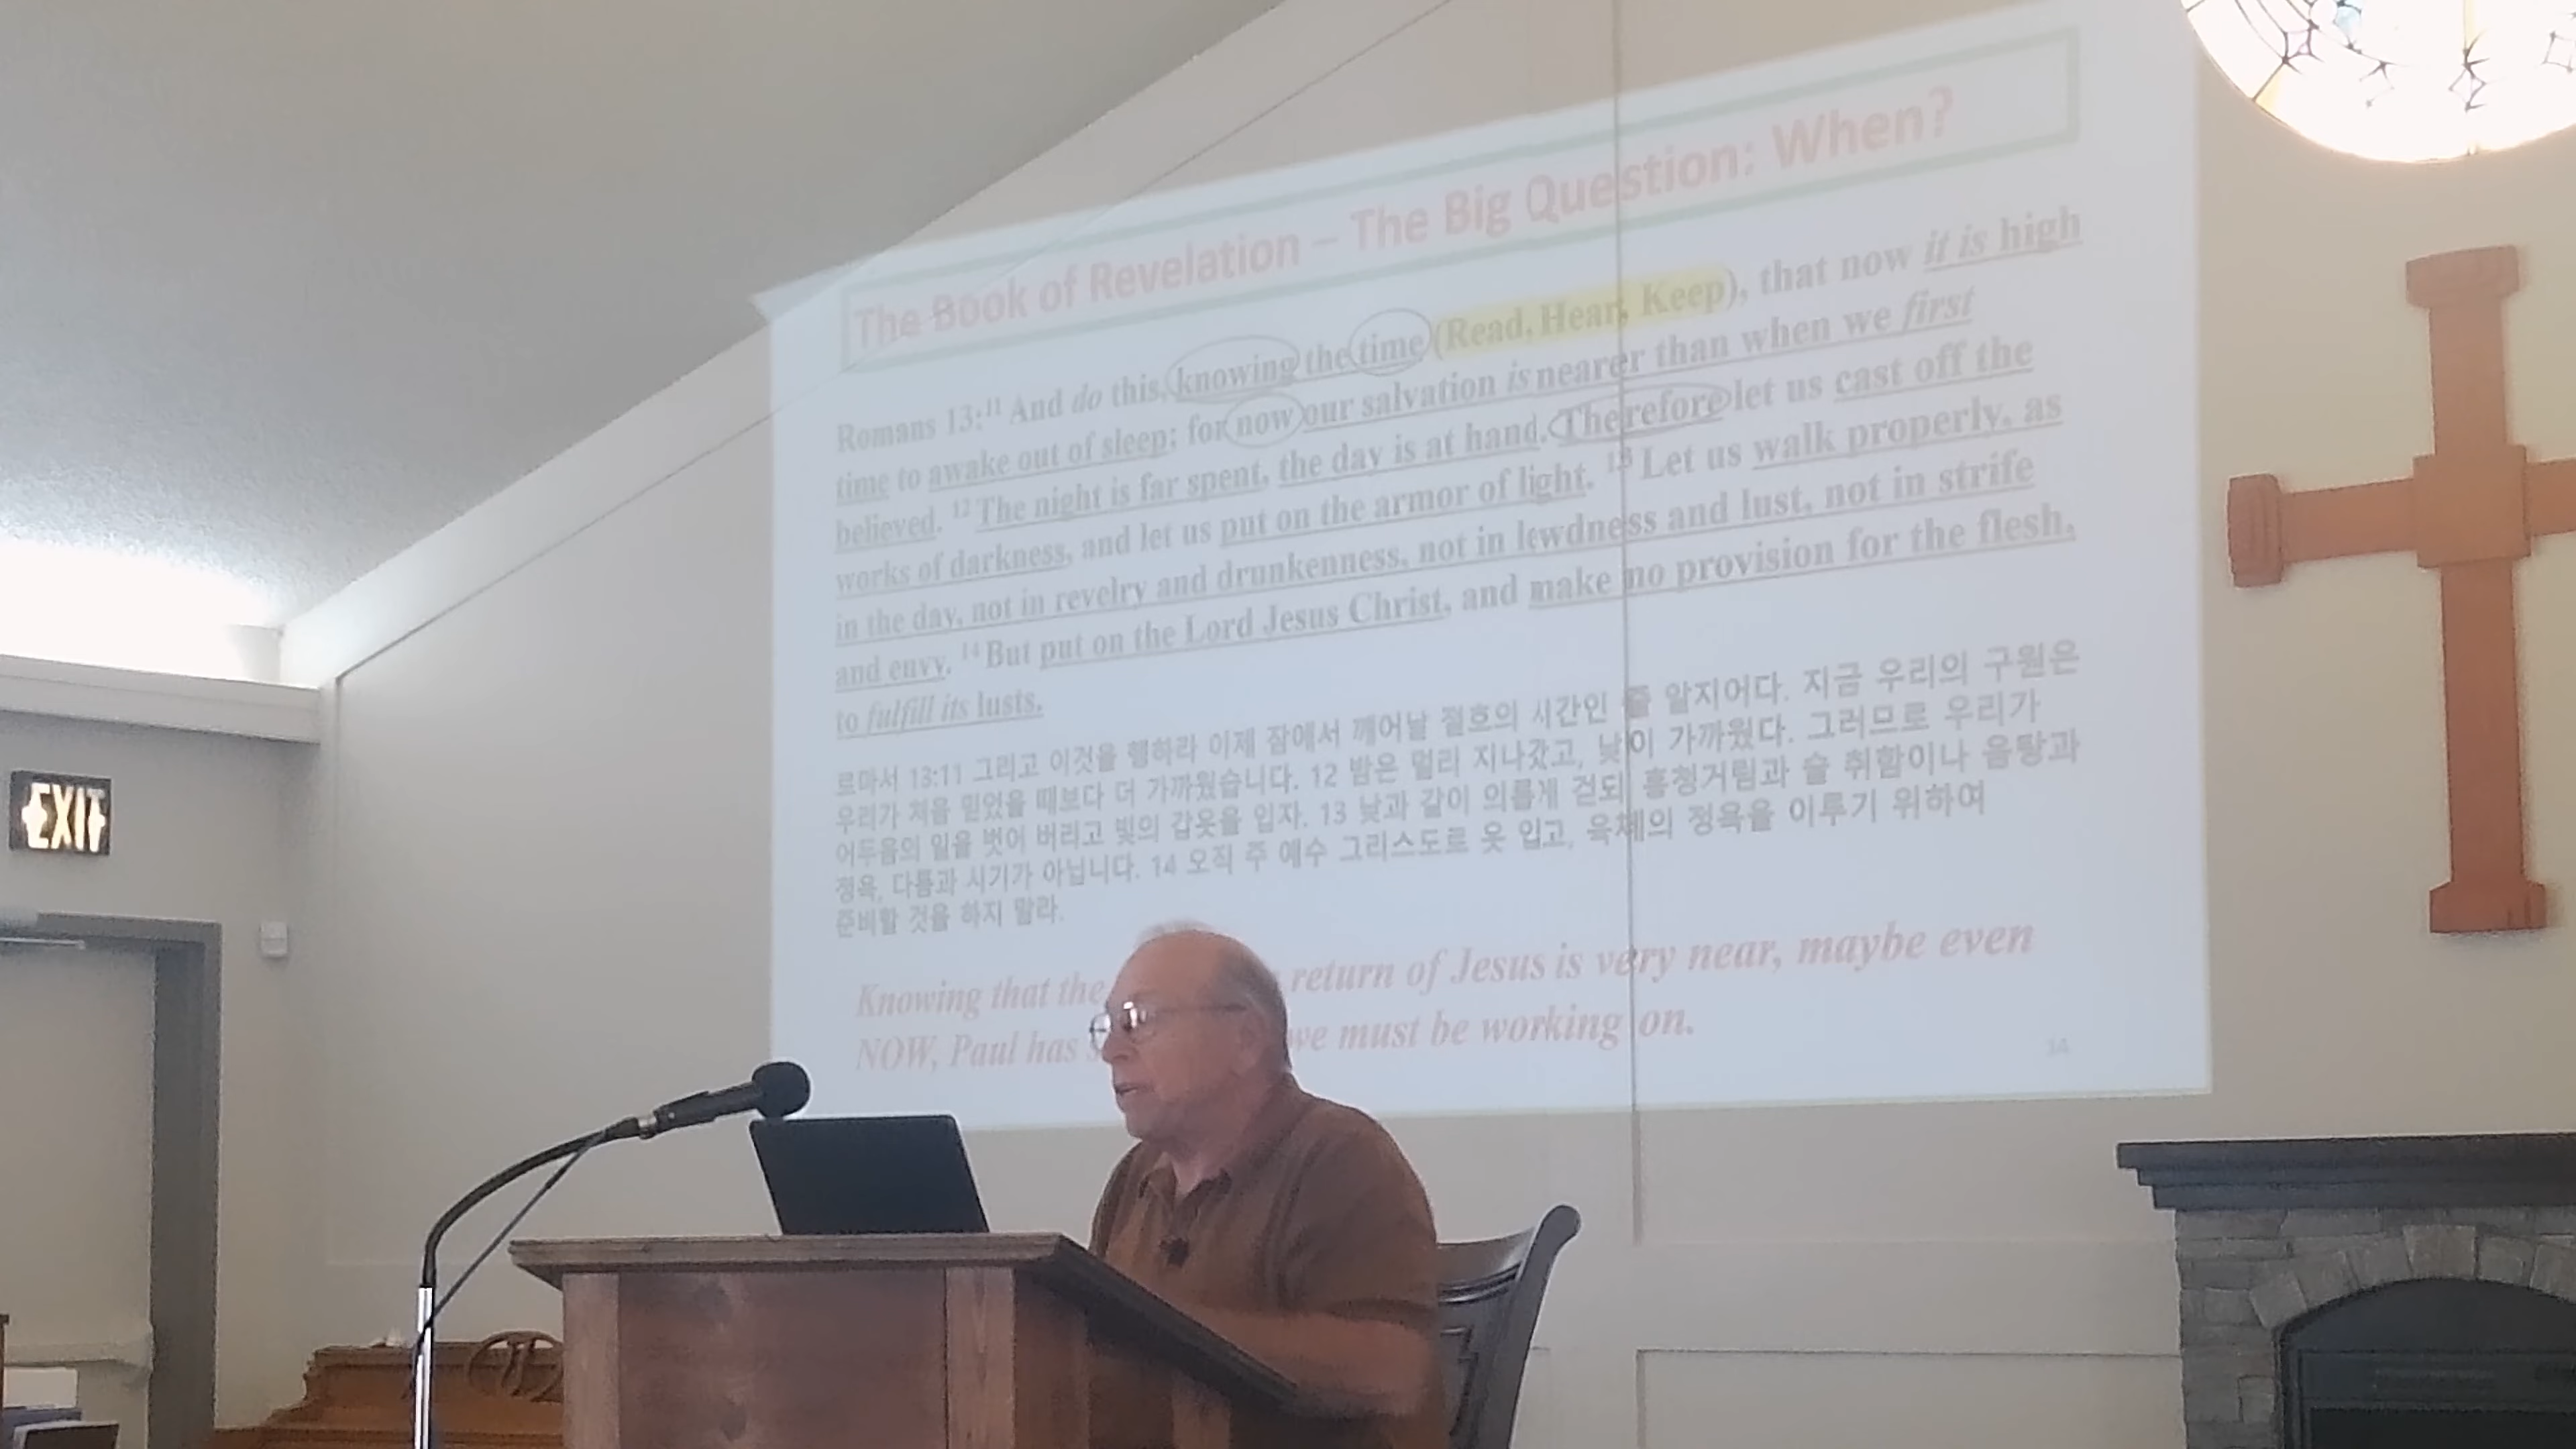 The Book of Revelation – The Big Question: When?
Romans 13:11 And do this, knowing the time (Read, Hear, Keep), that now it is high
time to awake out of sleep; for now our salvation is nearer than when we first
believed. 12 The night is far spent, the day is at hand. Therefore let us cast off the
works of darkness, and let us put on the armor of light. 13 Let us walk properly, as
in the day, not in revelry and drunkenness, not in lewdness and lust, not in strife
and envy. 14 But put on the Lord Jesus Christ, and make no provision for the flesh,
to fulfill its lusts.
로마서 13:11 그리고 이것을 행하라 이제 잠에서 깨어날 절호의 시간인 줄 알지어다. 지금 우리의 구원은
우리가 처음 믿었을 때보다 더 가까웠습니다. 12 밤은 멀리 지나갔고, 낮이 가까웠다. 그러므로 우리가
어두움의 일을 벗어 버리고 빛의 갑옷을 입자. 13 낮과 같이 의롭게 걷되 흥청거림과 술 취함이나 음탕과
정욕, 다툼과 시기가 아닙니다. 14 오직 주 예수 그리스도로 옷 입고, 육체의 정욕을 이루기 위하여
준비할 것을 하지 말라.
Knowing that the return of Jesus is very near, maybe even
NOW, Paul has we must be working on.
14
EXIT